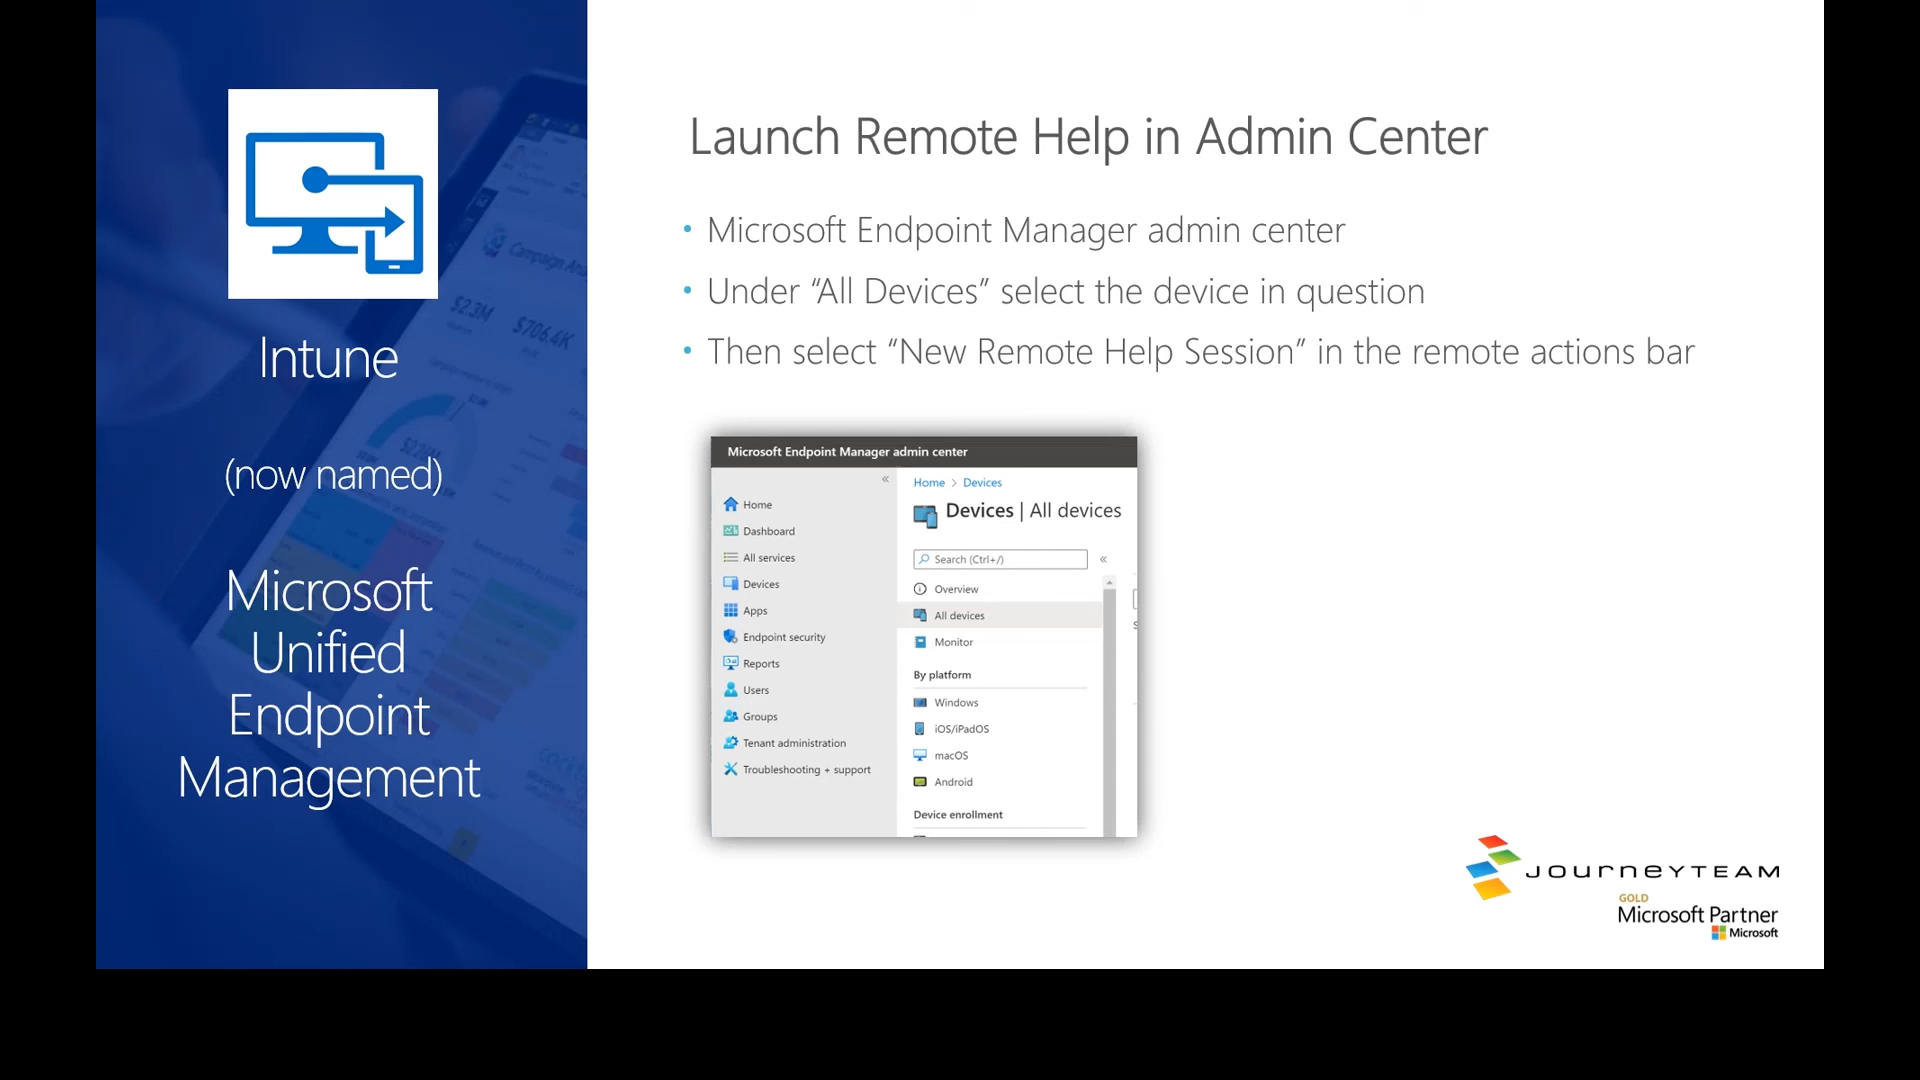 Intune
(now named)
Microsoft
Unified
Endpoint
Management
$2.3M
$706.4K
Launch Remote Help in Admin Center
• Microsoft Endpoint Manager admin center
• Under “All Devices” select the device in question
• Then select “New Remote Help Session” in the remote actions bar
Microsoft Endpoint Manager admin center
«
Home
Dashboard
All services
Devices
Apps
Endpoint security
Reports
Users
Groups
Tenant administration
Troubleshooting + support
Home > Devices
Devices | All devices
Search (Ctrl+/)
«
Overview
All devices
Monitor
By platform
Windows
iOS/iPadOS
macOS
Android
Device enrollment
JOURNEYTEAM
GOLD
Microsoft Partner
Microsoft